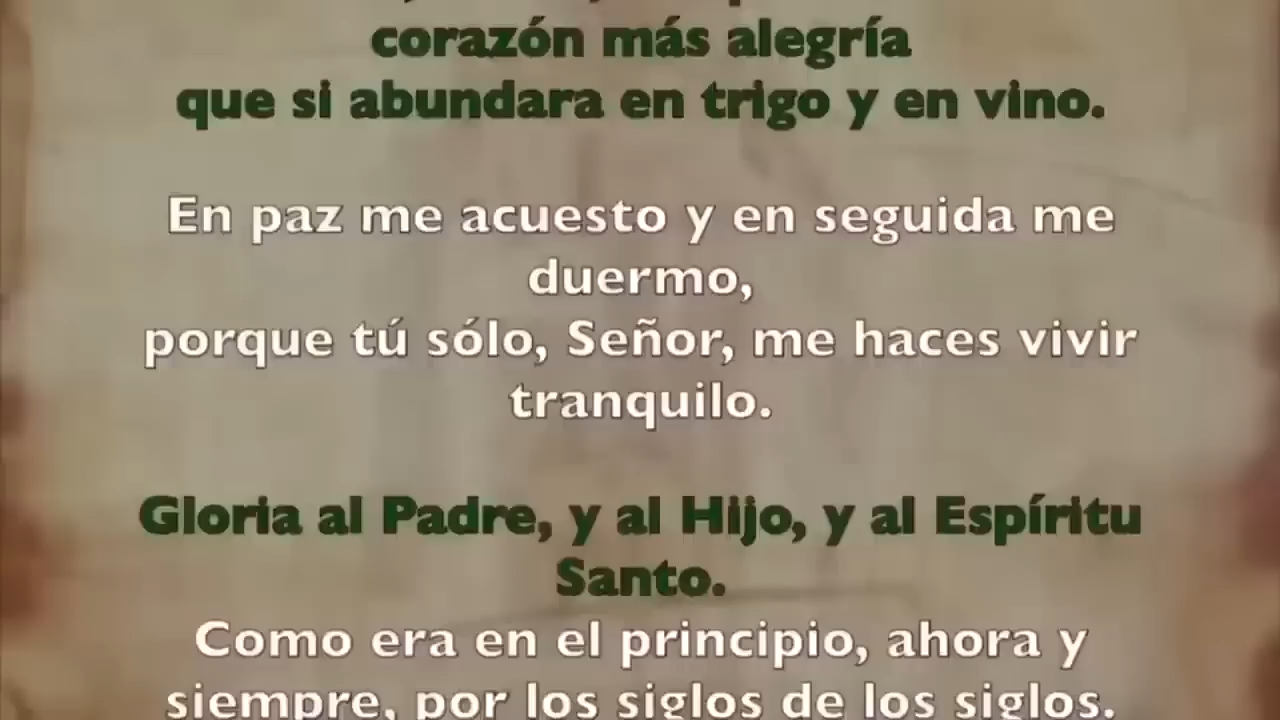 corazón más alegría
que si abundara en trigo y en vino.
En paz me acuesto y en seguida me
duermo,
porque tú sólo, Señor, me haces vivir
tranquilo.
Gloria al Padre, y al Hijo, y al Espíritu
Santo.
Como era en el principio, ahora y
siempre, por los siglos de los siglos.